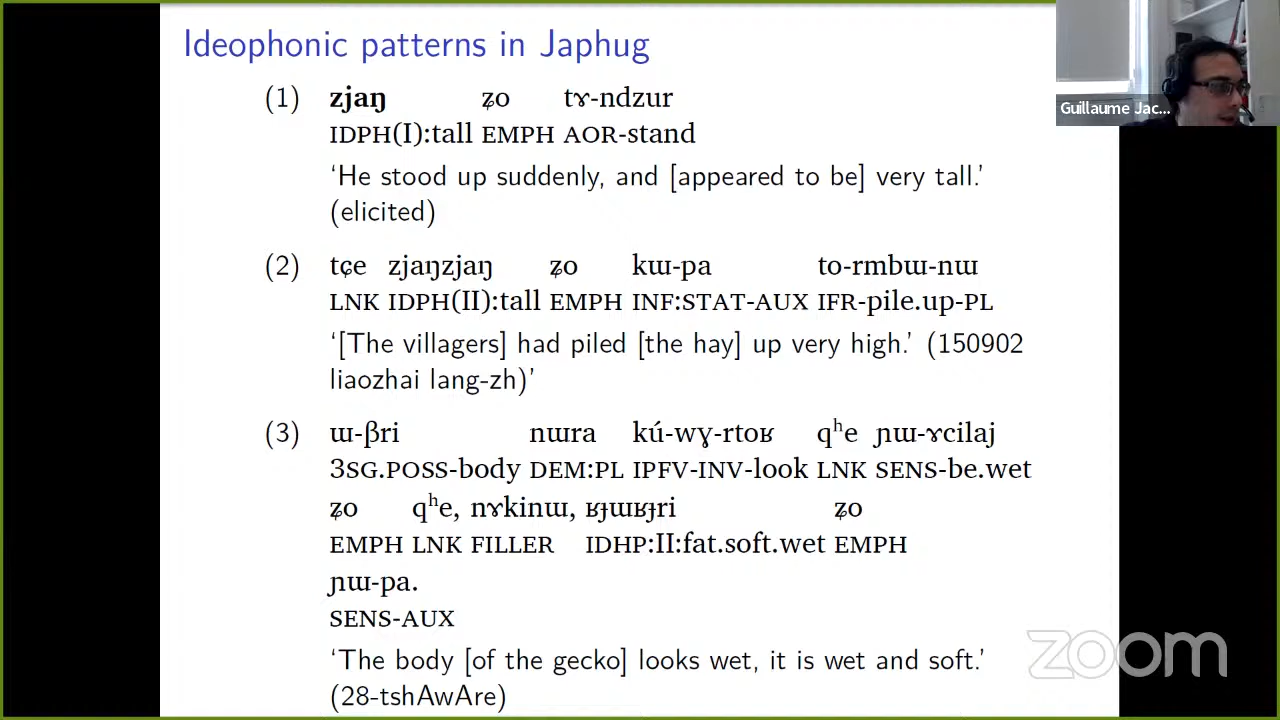 Ideophonic patterns in Japhug
Guillaume Jac...
(1) zjaŋ ʑo tɤ-ndzur
IDPH(I):tall EMPH AOR-stand
‘He stood up suddenly, and [appeared to be] very tall.’
(elicited)
(2) tɕe zjaŋzjaŋ ʑo kɯ-pa to-rmbɯ-nɯ
LNK IDPH(II):tall EMPH INF:STAT-AUX IFR-pile.up-PL
‘[The villagers] had piled [the hay] up very high.’ (150902
liaozhai lang-zh)’
(3) ɯ-βri nɯra kú-wɣ-rtoʁ qʰe ɲɯ-ɤcilaj
3SG.POSS-body DEM:PL IPFV-INV-look LNK SENS-be.wet
ʑo qʰe, nɤkinɯ, ʁɟɯʁɟri ʑo
EMPH LNK FILLER IDHP:II:fat.soft.wet EMPH
ɲɯ-pa.
SENS-AUX
‘The body [of the gecko] looks wet, it is wet and soft.’
(28-tshAwAre)
zoom